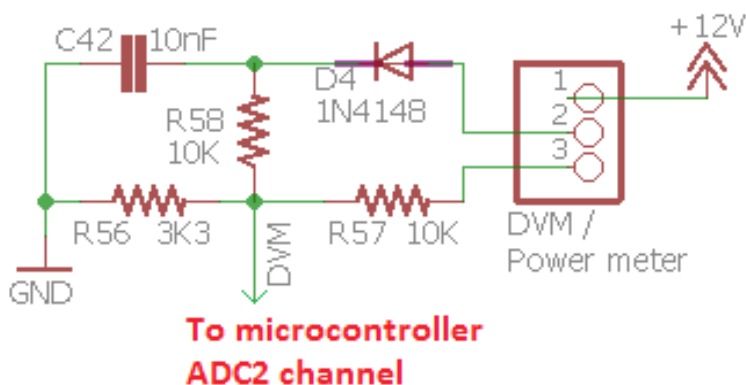 C42 10nF
+12V
D4
1N4148
R58
10K
1
2
3
R56 3K3
R57 10K
DVM
DVM /
Power meter
GND
To microcontroller
ADC2 channel